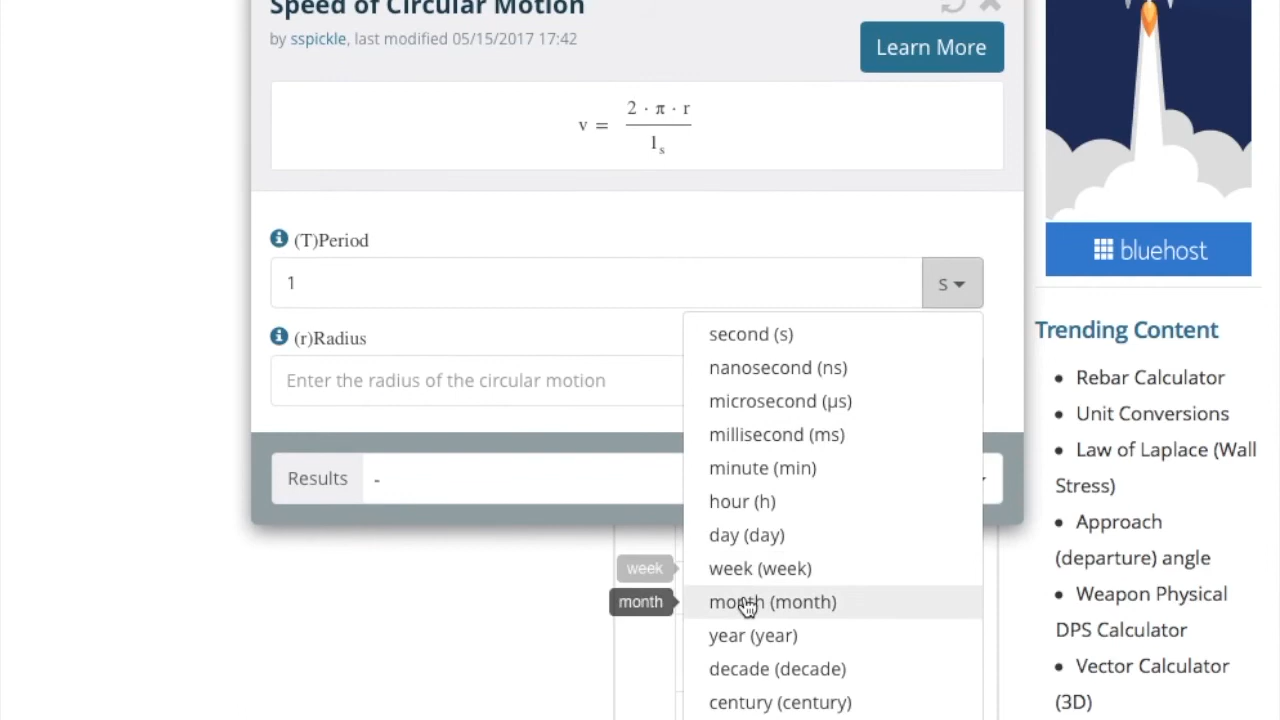 Speed of Circular Motion
by sspickle, last modified 05/15/2017 17:42
Learn More
v = 2 · π · r / 1s
(T)Period
1
s
(r)Radius
Enter the radius of the circular motion
second (s)
nanosecond (ns)
microsecond (µs)
millisecond (ms)
minute (min)
hour (h)
day (day)
week (week)
month (month)
year (year)
decade (decade)
century (century)
Results
-
week
month
bluehost
Trending Content
Rebar Calculator
Unit Conversions
Law of Laplace (Wall
Stress)
Approach
(departure) angle
Weapon Physical
DPS Calculator
Vector Calculator
(3D)